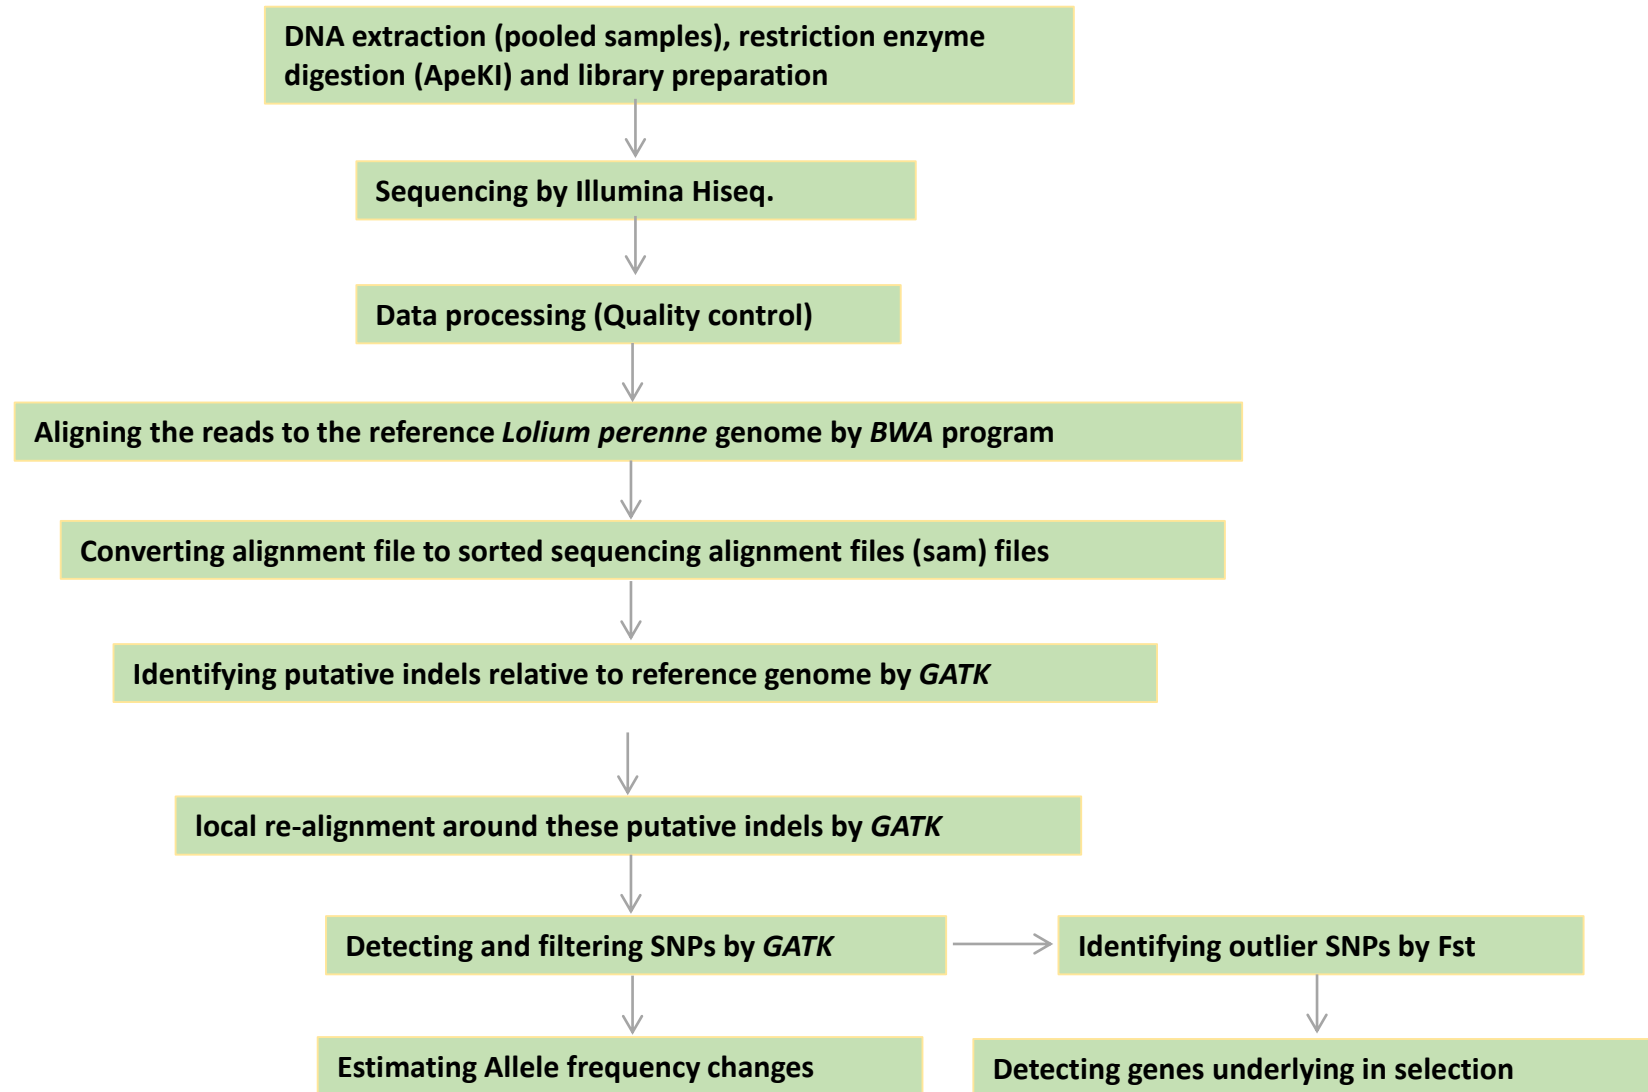 DNA extraction (pooled samples), restriction enzyme
digestion (ApeKI) and library preparation
Sequencing by Illumina Hiseq.
Data processing (Quality control)
Aligning the reads to the reference Lolium perenne genome by BWA program
Converting alignment file to sorted sequencing alignment files (sam) files
Identifying putative indels relative to reference genome by GATK
local re-alignment around these putative indels by GATK
Detecting and filtering SNPs by GATK
Identifying outlier SNPs by Fst
Estimating Allele frequency changes
Detecting genes underlying in selection